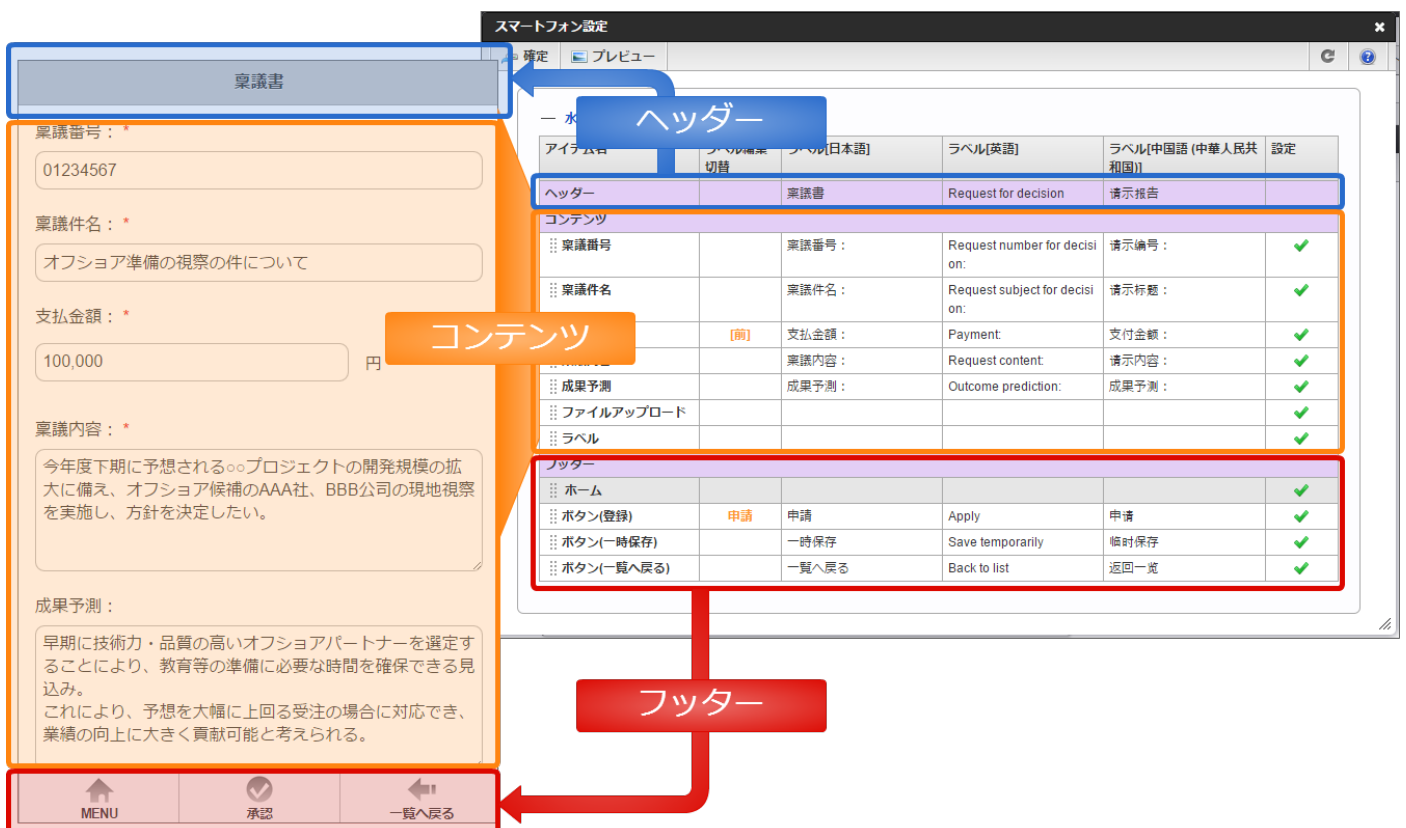 スマートフォン設定
確定 プレビュー
稟議書
稟議番号： *
01234567
稟議件名： *
オフショア準備の視察の件について
支払金額： *
100,000 円
稟議内容： *
今年度下期に予想される○○プロジェクトの開発規模の拡
大に備え、オフショア候補のAAA社、BBB公司の現地視察
を実施し、方針を決定したい。
成果予測：
早期に技術力・品質の高いオフショアパートナーを選定す
ることにより、教育等の準備に必要な時間を確保できる見
込み。
これにより、予想を大幅に上回る受注の場合に対応でき、
業績の向上に大きく貢献可能と考えられる。
MENU 承認 一覧へ戻る
ヘッダー
コンテンツ
フッター
ー 水
アイテム名 ラベル編集 ラベル[日本語] ラベル[英語] ラベル[中国語 (中華人民共 設定
切替 和国)]
ヘッダー 稟議書 Request for decision 请示报告
コンテンツ
稟議番号 稟議番号： Request number for decisi 请示编号：
on:
稟議件名 稟議件名： Request subject for decisi 请示标题：
on:
[前] 支払金額： Payment: 支付金额：
稟議内容： Request content: 请示内容：
成果予測 成果予測： Outcome prediction: 成果予测：
ファイルアップロード
ラベル
フッター
ホーム
ボタン(登録) 申請 申請 Apply 申请
ボタン(一時保存) 一時保存 Save temporarily 临时保存
ボタン(一覧へ戻る) 一覧へ戻る Back to list 返回一览